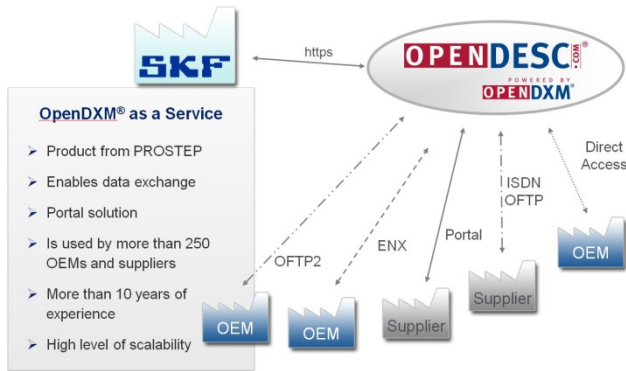 SKF
https
OPENDESC.COM®
POWERED BY
OPENDXM®
OpenDXM® as a Service
Product from PROSTEP
Enables data exchange
Portal solution
Is used by more than 250
OEMs and suppliers
More than 10 years of
experience
High level of scalability
OFTP2
ENX
Portal
ISDN
OFTP
Direct
Access
OEM
OEM
Supplier
Supplier
OEM